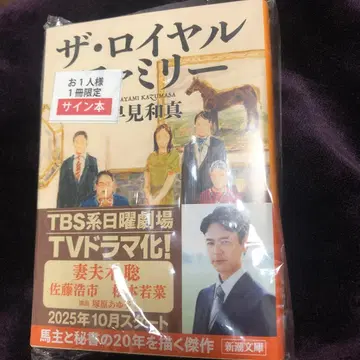 ザ・ロイヤル
ファミリー
HAYAMI KAZUMASA
早見和真
お1人様
1冊限定
サイン本
TBS系日曜劇場
TVドラマ化!
妻夫木聡
佐藤浩市 松本若菜
2025年10月スタート
馬主と秘書の20年を描く傑作
新潮文庫